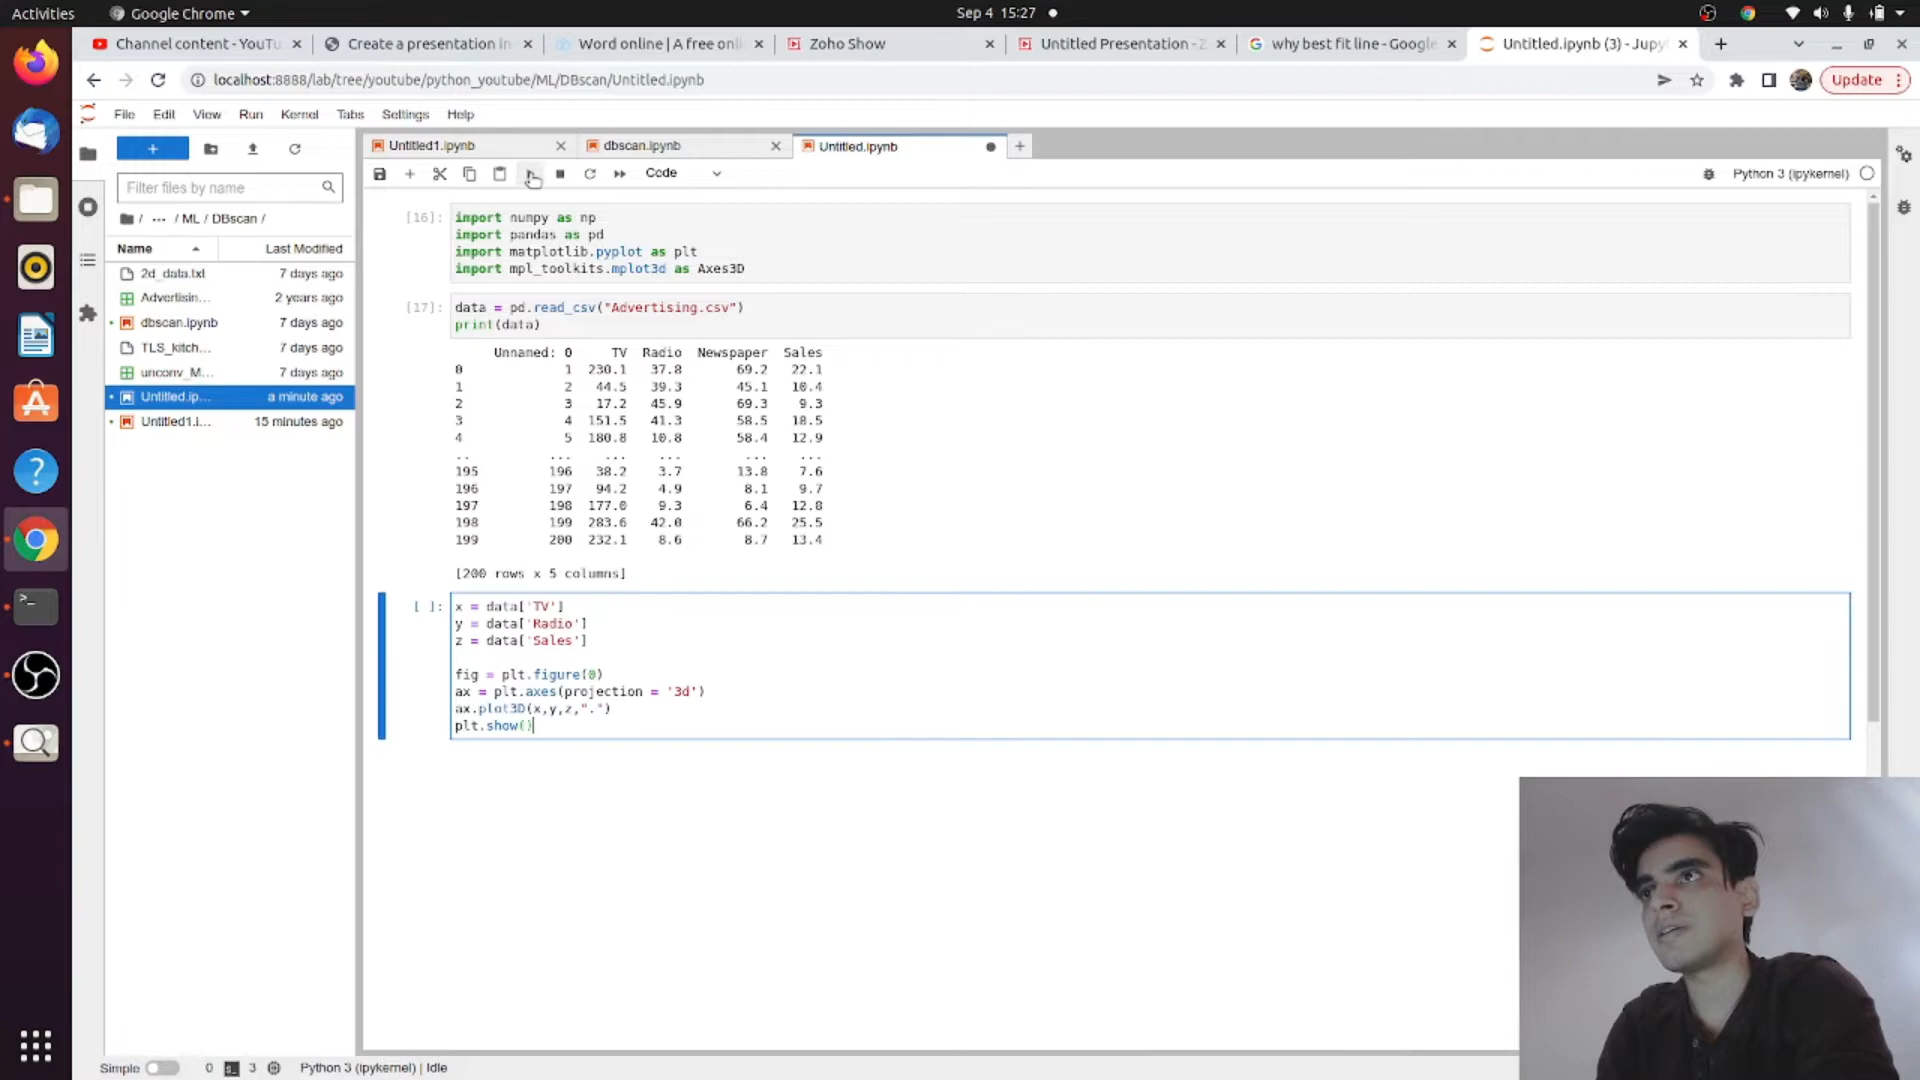 Activities
Google Chrome
Sep 4 15:27
Channel content - YouTu
Create a presentation in
Word online | A free onli
Zoho Show
Untitled Presentation - Z
why best fit line - Google
Untitled.ipynb (3) - Jupy
localhost:8888/lab/tree/youtube/python_youtube/ML/DBscan/Untitled.ipynb
Update
File Edit View Run Kernel Tabs Settings Help
Untitled1.ipynb
dbscan.ipynb
Untitled.ipynb
Code
Python 3 (ipykernel)
Filter files by name
/ ··· / ML / DBscan /
Name Last Modified
2d_data.txt 7 days ago
Advertisin... 2 years ago
dbscan.ipynb 7 days ago
TLS_kitch... 7 days ago
unconv_M... 7 days ago
Untitled.ip... a minute ago
Untitled1.i... 15 minutes ago
[16]: import numpy as np
import pandas as pd
import matplotlib.pyplot as plt
import mpl_toolkits.mplot3d as Axes3D
[17]: data = pd.read_csv("Advertising.csv")
print(data)
Unnamed: 0 TV Radio Newspaper Sales
0 1 230.1 37.8 69.2 22.1
1 2 44.5 39.3 45.1 10.4
2 3 17.2 45.9 69.3 9.3
3 4 151.5 41.3 58.5 18.5
4 5 180.8 10.8 58.4 12.9
.. ... ... ... ... ...
195 196 38.2 3.7 13.8 7.6
196 197 94.2 4.9 8.1 9.7
197 198 177.0 9.3 6.4 12.8
198 199 283.6 42.0 66.2 25.5
199 200 232.1 8.6 8.7 13.4
[200 rows x 5 columns]
[ ]: x = data['TV']
y = data['Radio']
z = data['Sales']
fig = plt.figure(0)
ax = plt.axes(projection = '3d')
ax.plot3D(x,y,z,".")
plt.show()
Simple 0 3 Python 3 (ipykernel) | Idle